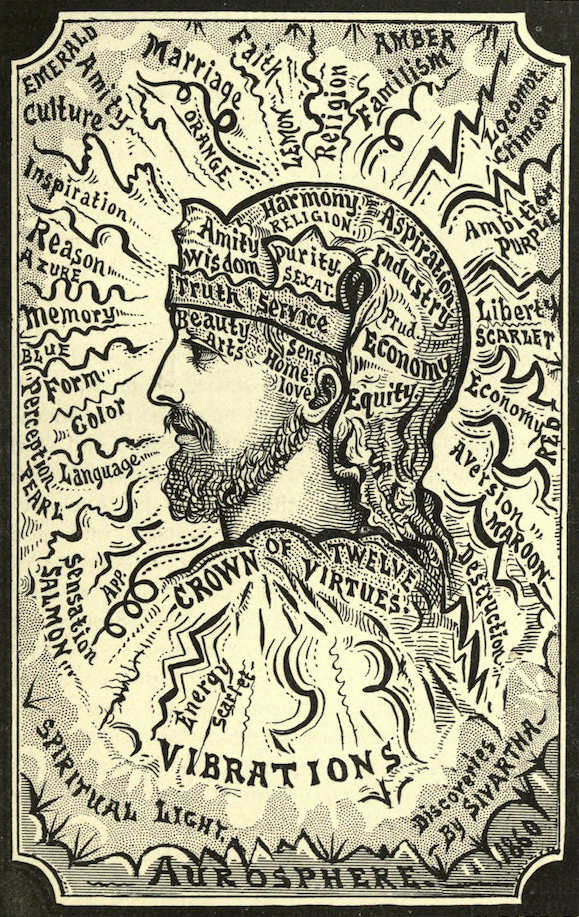 EMERALD
Amity
Culture
Marriage
ORANGE
Faith
LEMON
Religion
AMBER
Familism
Locomot.
Crimson
Ambition
PURPLE
Liberty
SCARLET
Economy
RED
Aversion
MAROON
Destruction
Inspiration
Reason
AZURE
Memory
BLUE
Form
Color
Perception
PEARL
Language
Sensation
SALMON
APP.
Harmony
RELIGION
Aspiration
Amity
Wisdom
Purity
SEXAT.
Industry
Truth
Service
Prud.
Beauty
arts
Sens
Home
love
Economy
Equity
CROWN OF TWELVE
VIRTUES.
Energy
Scarlet
VIBRATIONS
SPIRITUAL LIGHT.
Discoveries
By SIVARTHA
1860
AUROSPHERE.